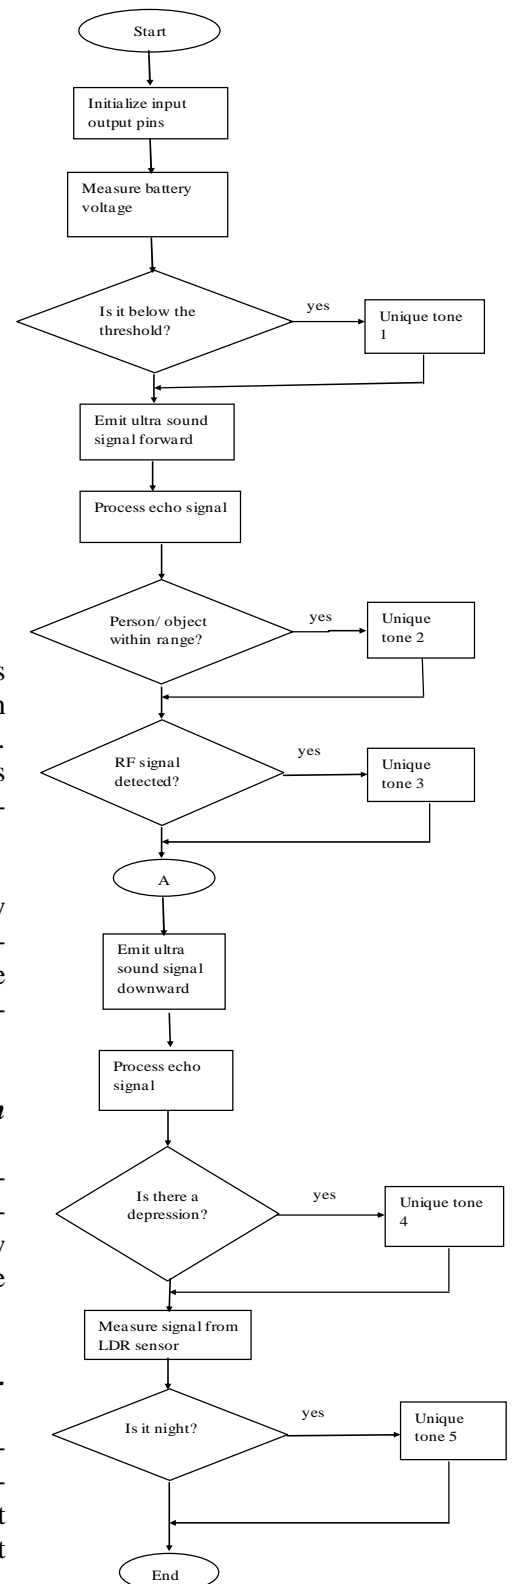 Start
Initialize input
output pins
Measure battery
voltage
Is it below the
threshold?
yes
Unique tone
1
Emit ultra sound
signal forward
Process echo signal
Person/ object
within range?
yes
Unique
tone 2
RF signal
detected?
yes
Unique
tone 3
A
Emit ultra
sound signal
downward
Process echo
signal
Is there a
depression?
yes
Unique tone
4
Measure signal from
LDR sensor
Is it night?
yes
Unique
tone 5
End